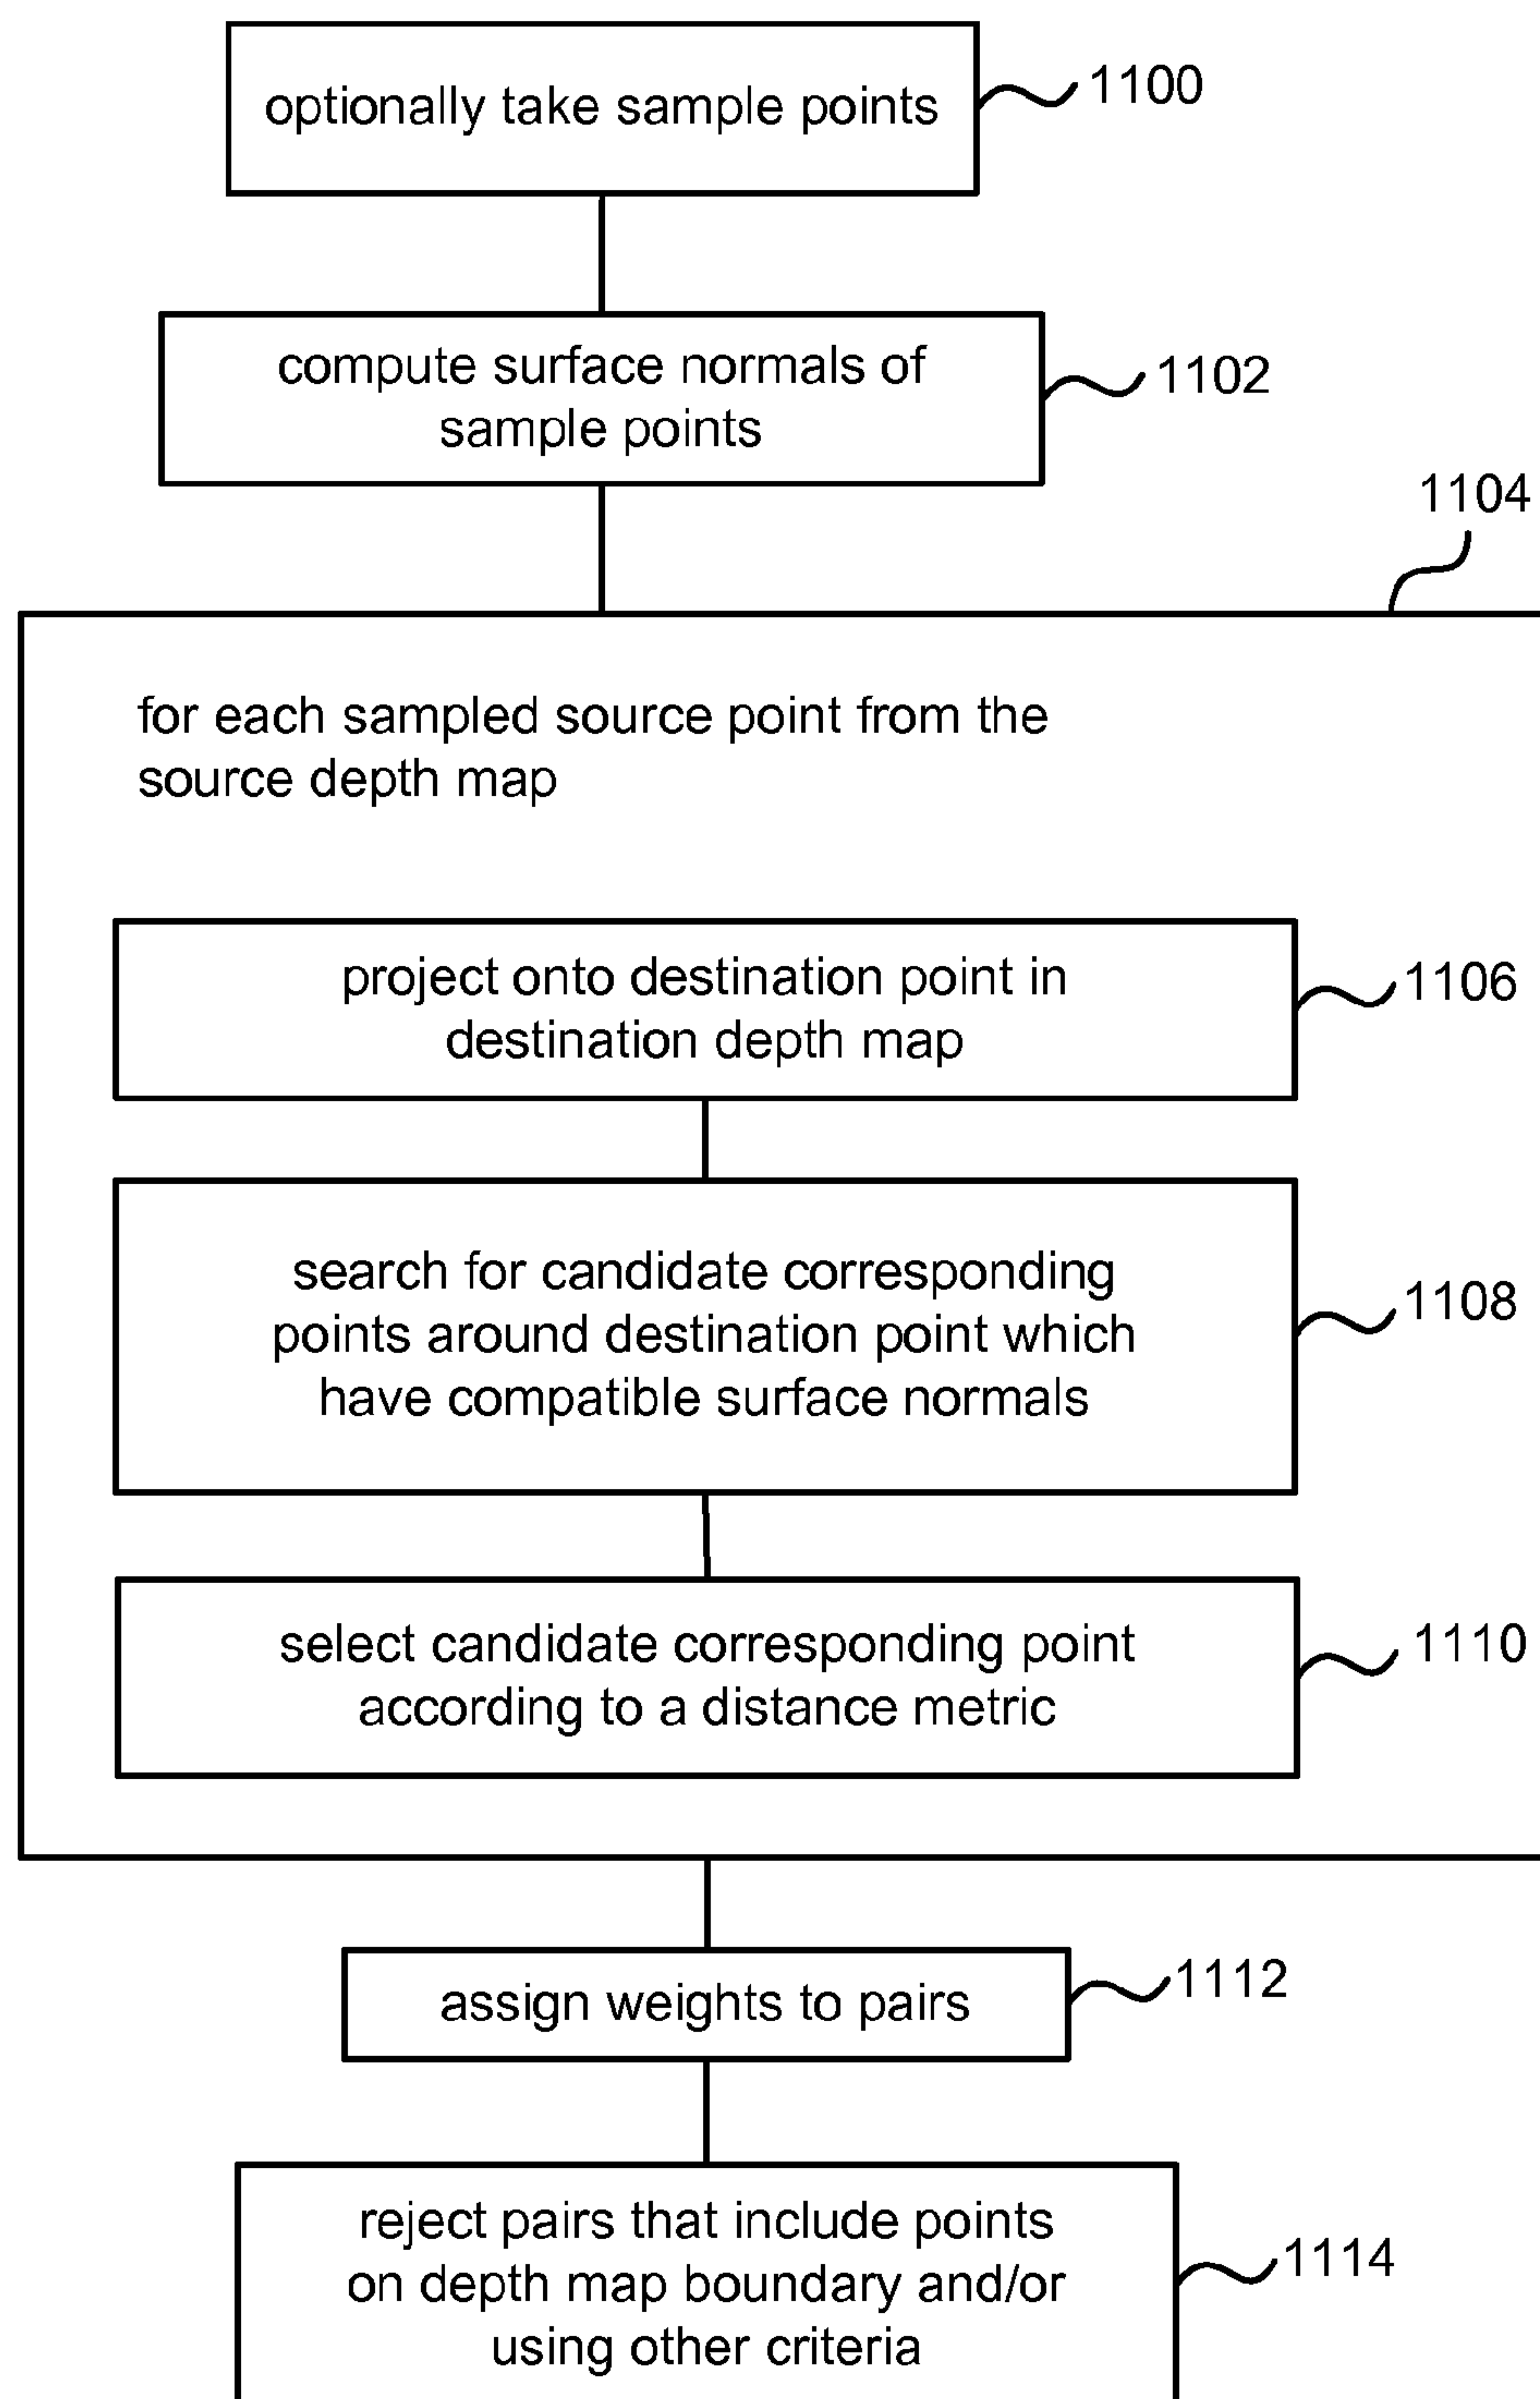 optionally take sample points
1100
compute surface normals of
sample points
1102
1104
for each sampled source point from the
source depth map
project onto destination point in
destination depth map
1106
search for candidate corresponding
points around destination point which
have compatible surface normals
1108
select candidate corresponding point
according to a distance metric
1110
assign weights to pairs
1112
reject pairs that include points
on depth map boundary and/or
using other criteria
1114